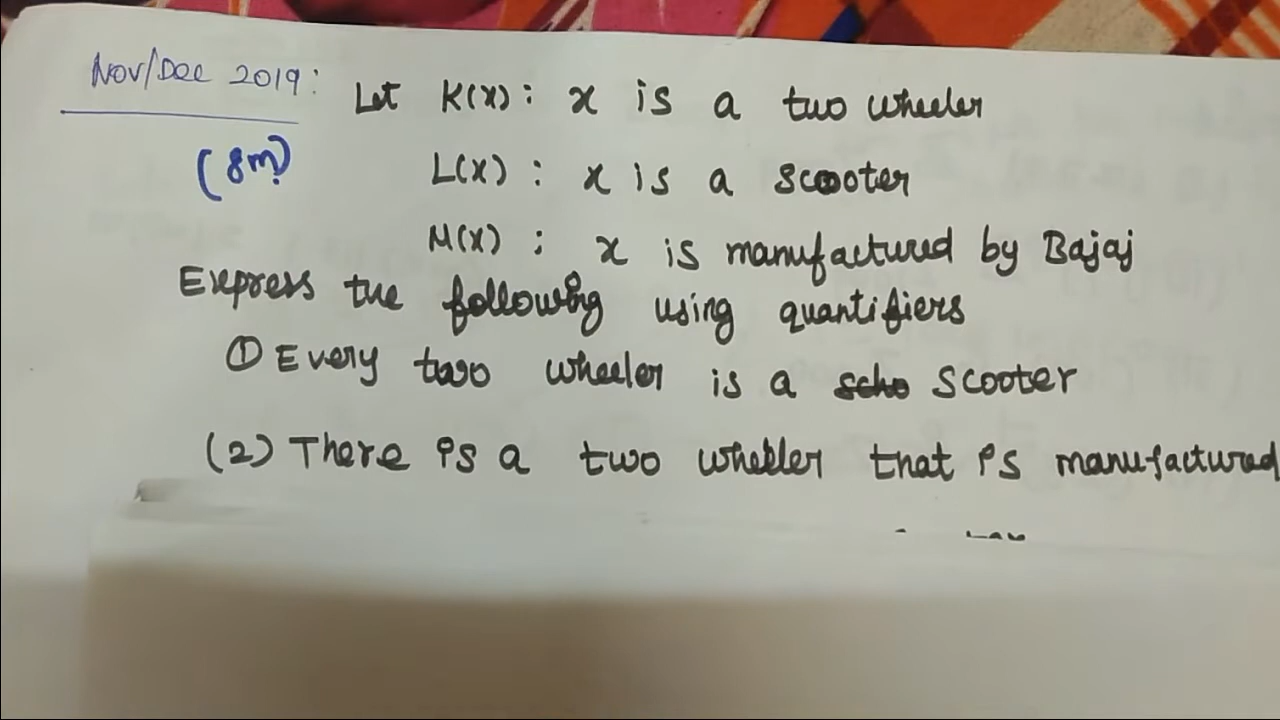 Nov/Dec 2019: Let K(x): x is a two wheeler
(8m)
L(x): x is a scooter
M(x): x is manufactured by Bajaj
Express the following using quantifiers
① Every two wheeler is a scho scooter
(2) There is a two wheeler that is manufactured